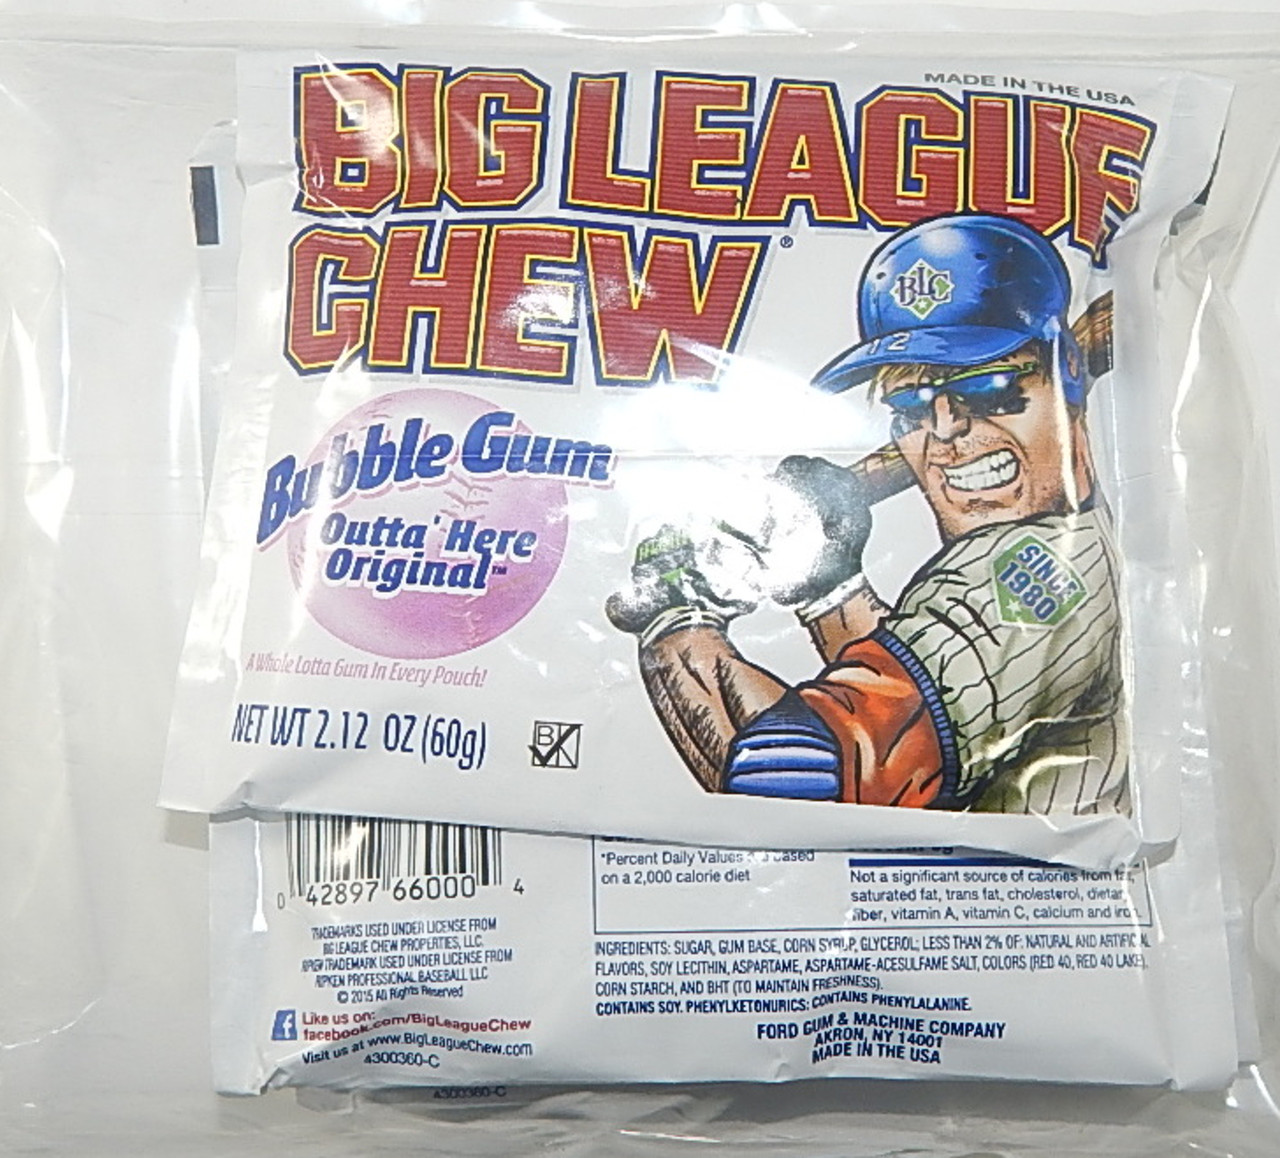 MADE IN THE USA
BIG LEAGUE
CHEW®
BLC
12
Bubble Gum
Outta' Here
Original™
SINCE
1980
A Whole Lotta Gum In Every Pouch!
NET WT 2.12 OZ (60g)
BK
*Percent Daily Values are based
on a 2,000 calorie diet
Not a significant source of calories from fat,
saturated fat, trans fat, cholesterol, dietary
fiber, vitamin A, vitamin C, calcium and iron.
0 42897 66000 4
TRADEMARKS USED UNDER LICENSE FROM
BIG LEAGUE CHEW PROPERTIES, LLC.
TRADEMARK USED UNDER LICENSE FROM
RIPKEN PROFESSIONAL BASEBALL LLC
© 2015 All Rights Reserved
f Like us on:
facebook.com/BigLeagueChew
Visit us at www.BigLeagueChew.com
4300360-C
INGREDIENTS: SUGAR, GUM BASE, CORN SYRUP, GLYCEROL; LESS THAN 2% OF: NATURAL AND ARTIFICIAL
FLAVORS, SOY LECITHIN, ASPARTAME, ASPARTAME-ACESULFAME SALT, COLORS (RED 40, RED 40 LAKE),
CORN STARCH, AND BHT (TO MAINTAIN FRESHNESS).
CONTAINS SOY. PHENYLKETONURICS: CONTAINS PHENYLALANINE.
FORD GUM & MACHINE COMPANY
AKRON, NY 14001
MADE IN THE USA
4300360-C